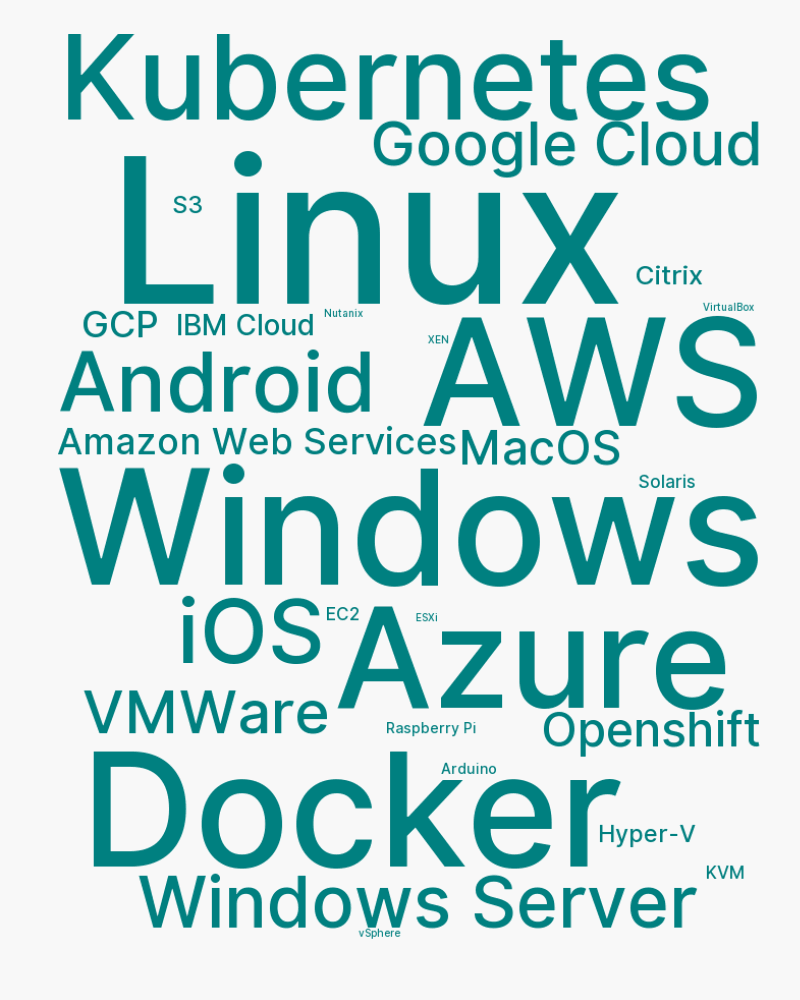 Kubernetes
Google Cloud
Linux
S3
Citrix
VirtualBox
GCP
IBM Cloud
Nutanix
XEN
AWS
Android
Amazon Web Services
MacOS
Windows
Solaris
iOS
EC2
ESXi
Azure
VMWare
Raspberry Pi
Openshift
Docker
Arduino
Hyper-V
KVM
Windows Server
vSphere